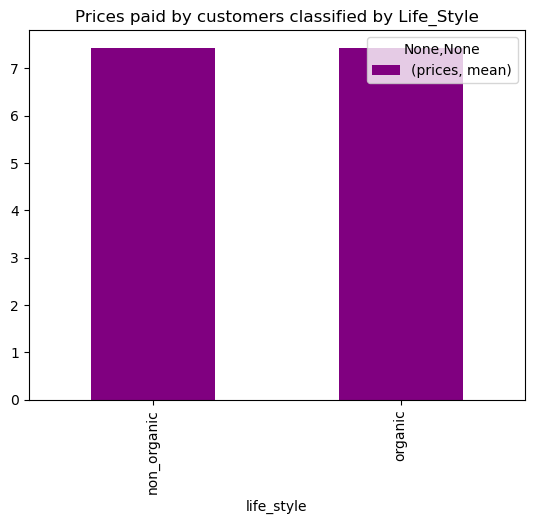 Prices paid by customers classified by Life_Style
None,None
(prices, mean)
7
6
5
4
3
2
1
0
non_organic
organic
life_style